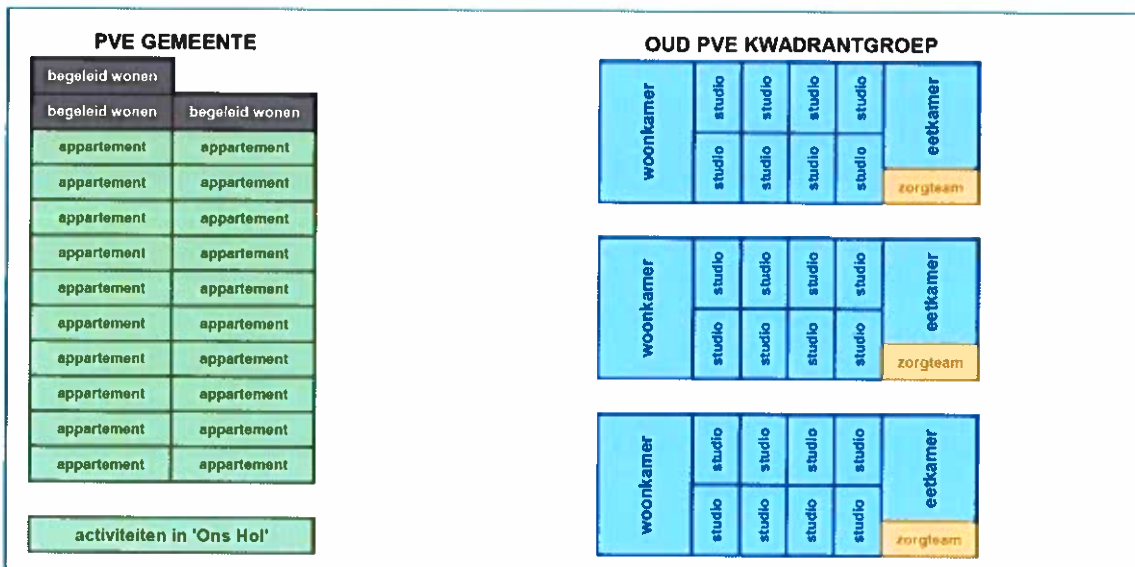 PVE GEMEENTE
begeleid wonen
begeleid wonen begeleid wonen
appartement appartement
appartement appartement
appartement appartement
appartement appartement
appartement appartement
appartement appartement
appartement appartement
appartement appartement
appartement appartement
appartement appartement
activiteiten in 'Ons Hol'
OUD PVE KWADRANTGROEP
woonkamer studio studio studio studio eetkamer
studio studio studio studio zorgteam
woonkamer studio studio studio studio eetkamer
studio studio studio studio zorgteam
woonkamer studio studio studio studio eetkamer
studio studio studio studio zorgteam